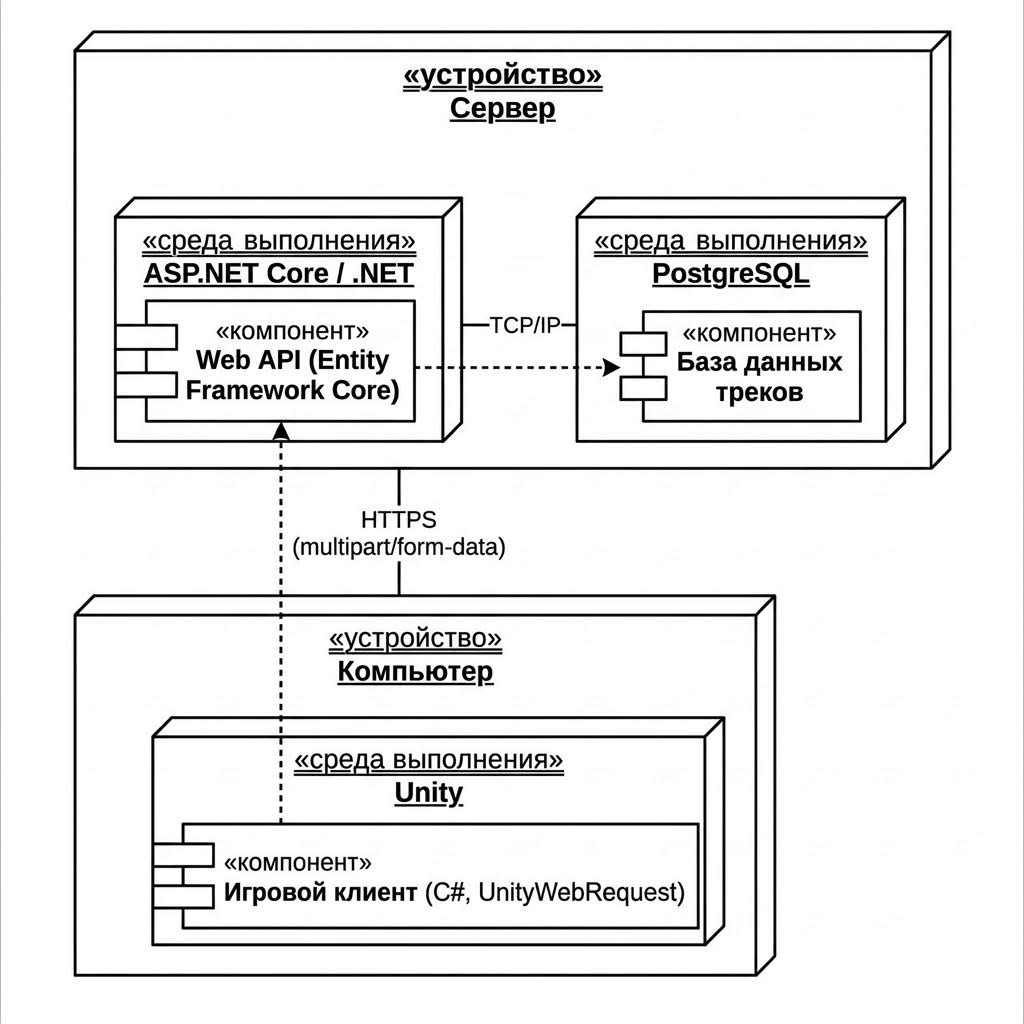 «устройство»
Сервер
«среда выполнения»
ASP.NET Core / .NET
«компонент»
Web API (Entity
Framework Core)
TCP/IP
«среда выполнения»
PostgreSQL
«компонент»
База данных
треков
HTTPS
(multipart/form-data)
«устройство»
Компьютер
«среда выполнения»
Unity
«компонент»
Игровой клиент (C#, UnityWebRequest)